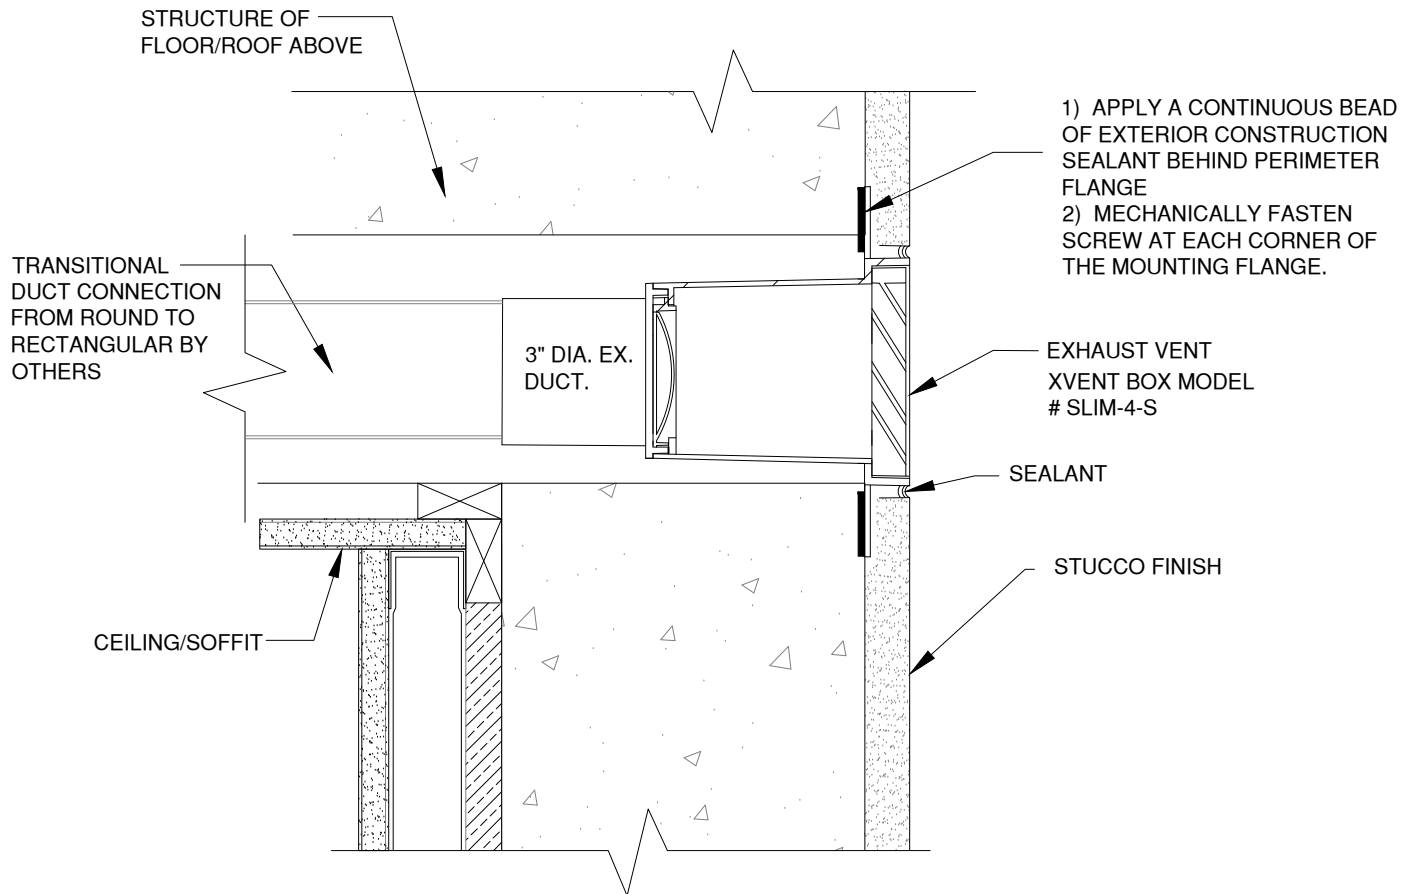 STRUCTURE OF
FLOOR/ROOF ABOVE
1) APPLY A CONTINUOUS BEAD
OF EXTERIOR CONSTRUCTION
SEALANT BEHIND PERIMETER
FLANGE
2) MECHANICALLY FASTEN
SCREW AT EACH CORNER OF
THE MOUNTING FLANGE.
TRANSITIONAL
DUCT CONNECTION
FROM ROUND TO
RECTANGULAR BY
OTHERS
3" DIA. EX.
DUCT.
EXHAUST VENT
XVENT BOX MODEL
# SLIM-4-S
SEALANT
STUCCO FINISH
CEILING/SOFFIT